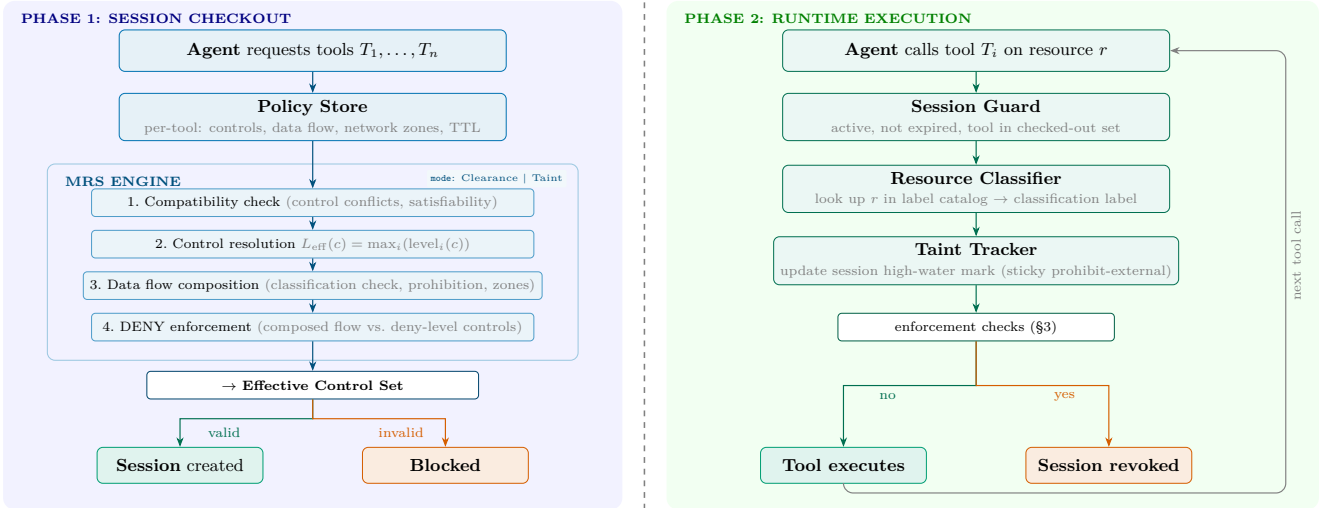 PHASE 1: SESSION CHECKOUT
Agent requests tools T₁, . . . , Tₙ
Policy Store
per-tool: controls, data flow, network zones, TTL
MRS ENGINE
mode: Clearance | Taint
1. Compatibility check (control conflicts, satisfiability)
2. Control resolution L_eff(c) = maxᵢ(levelᵢ(c))
3. Data flow composition (classification check, prohibition, zones)
4. DENY enforcement (composed flow vs. deny-level controls)
→ Effective Control Set
valid
invalid
Session created
Blocked
PHASE 2: RUNTIME EXECUTION
Agent calls tool Tᵢ on resource r
Session Guard
active, not expired, tool in checked-out set
Resource Classifier
look up r in label catalog → classification label
Taint Tracker
update session high-water mark (sticky prohibit-external)
enforcement checks (§3)
no
yes
Tool executes
Session revoked
next tool call